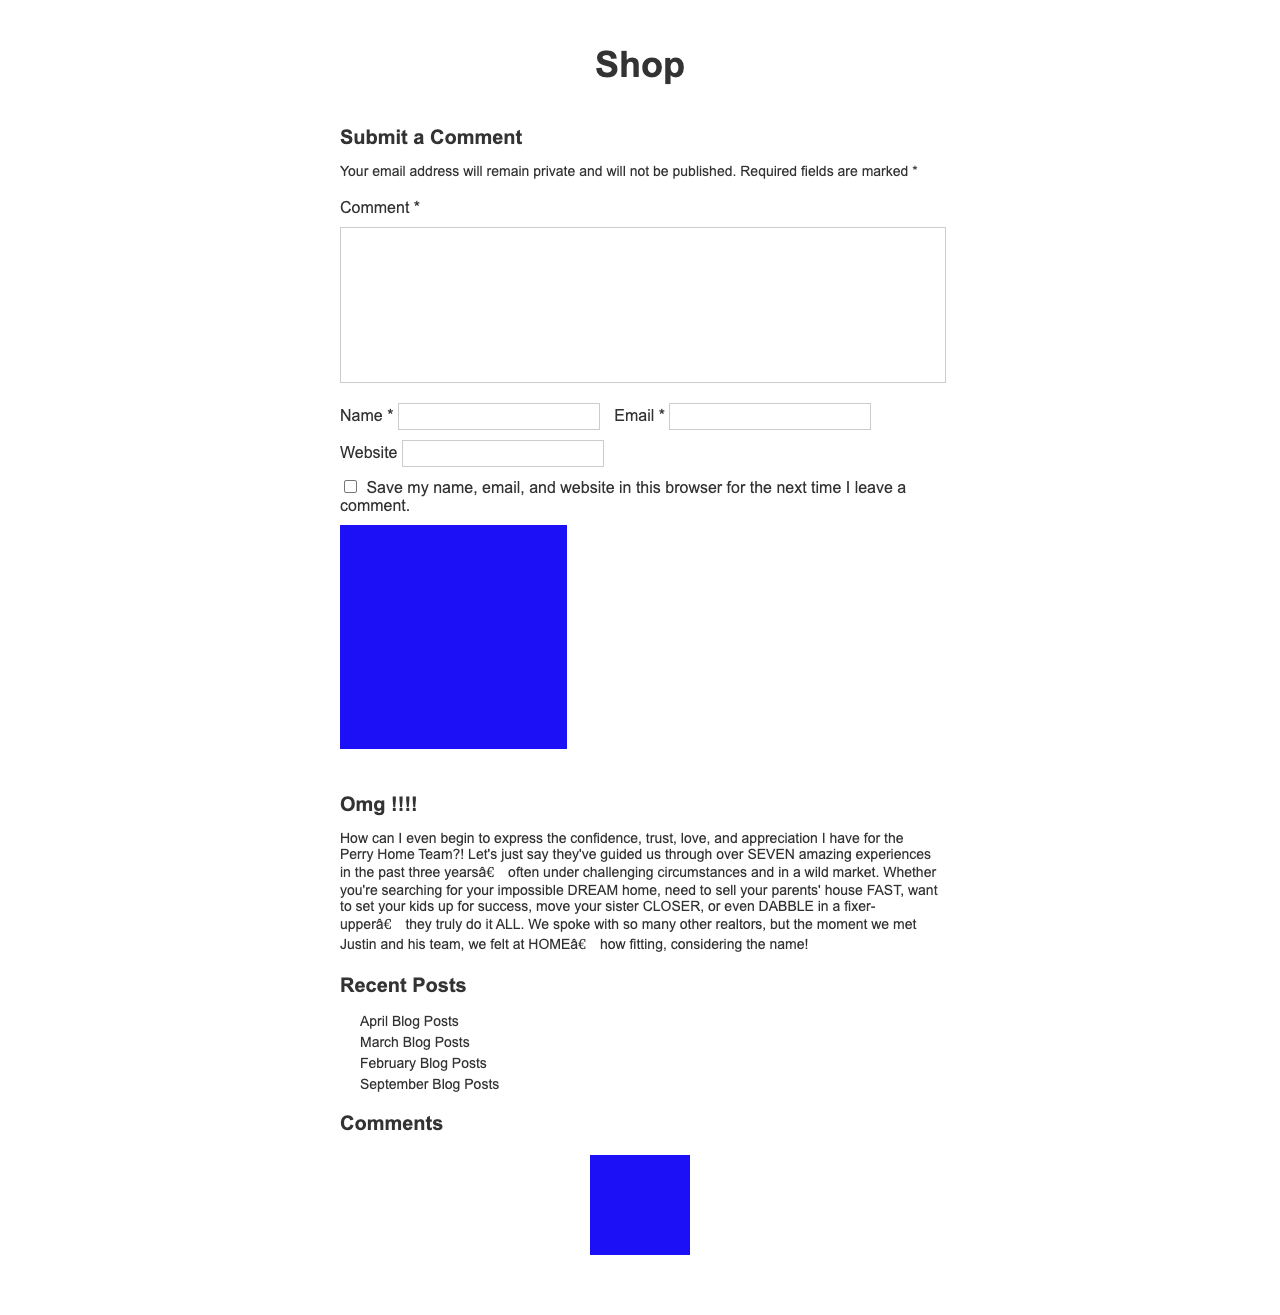 Shop
Submit a Comment
Your email address will remain private and will not be published. Required fields are marked *
Comment *
Name * Email *
Website
Save my name, email, and website in this browser for the next time I leave a
comment.
Omg !!!!
How can I even begin to express the confidence, trust, love, and appreciation I have for the
Perry Home Team?! Let's just say they've guided us through over SEVEN amazing experiences
in the past three yearsâ€ often under challenging circumstances and in a wild market. Whether
you're searching for your impossible DREAM home, need to sell your parents' house FAST, want
to set your kids up for success, move your sister CLOSER, or even DABBLE in a fixer-
upperâ€ they truly do it ALL. We spoke with so many other realtors, but the moment we met
Justin and his team, we felt at HOMEâ€ how fitting, considering the name!
Recent Posts
April Blog Posts
March Blog Posts
February Blog Posts
September Blog Posts
Comments